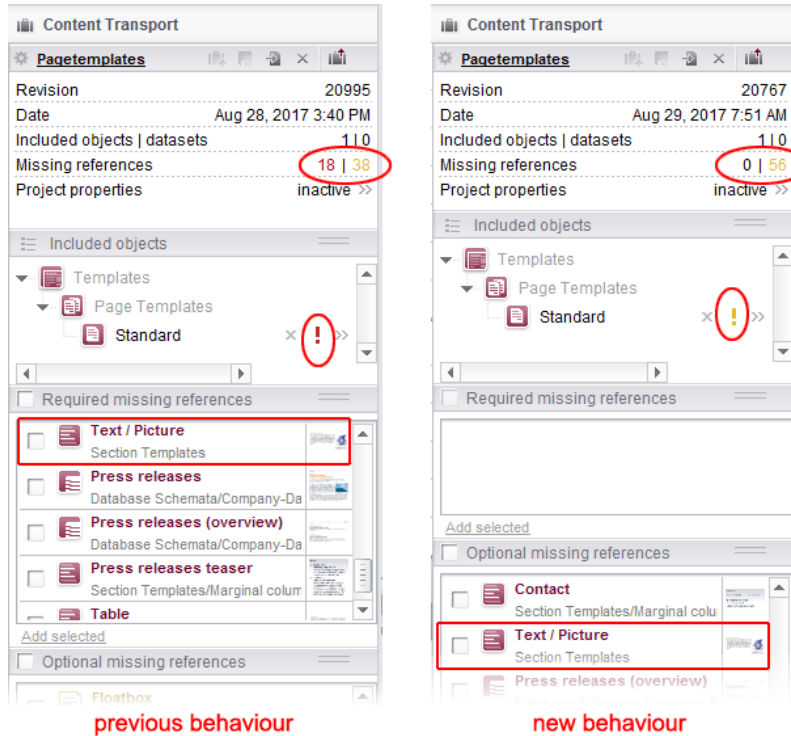 Content Transport
Pagetemplates
Revision 20995
Date Aug 28, 2017 3:40 PM
Included objects | datasets 1 | 0
Missing references 18 | 38
Project properties inactive
Included objects
Templates
Page Templates
Standard
Required missing references
Text / Picture
Section Templates
Press releases
Database Schemata/Company-Da
Press releases (overview)
Database Schemata/Company-Da
Press releases teaser
Section Templates/Marginal colum
Table
Add selected
Optional missing references
Floatbox
previous behaviour
Content Transport
Pagetemplates
Revision 20767
Date Aug 29, 2017 7:51 AM
Included objects | datasets 1 | 0
Missing references 0 | 56
Project properties inactive
Included objects
Templates
Page Templates
Standard
Required missing references
Add selected
Optional missing references
Contact
Section Templates/Marginal colu
Text / Picture
Section Templates
Press releases (overview)
new behaviour